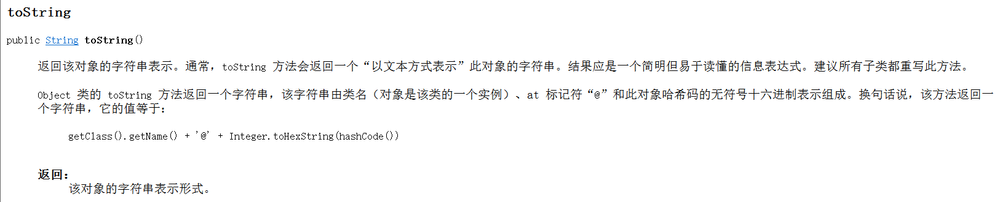 toString
public String toString()
返回该对象的字符串表示。通常，toString 方法会返回一个“以文本方式表示”此对象的字符串。结果应是一个简明但易于读懂的信息表达式。建议所有子类都重写此方法。
Object 类的 toString 方法返回一个字符串，该字符串由类名（对象是该类的一个实例）、at 标记符“@”和此对象哈希码的无符号十六进制表示组成。换句话说，该方法返回一
个字符串，它的值等于：
getClass().getName() + '@' + Integer.toHexString(hashCode())
返回：
该对象的字符串表示形式。